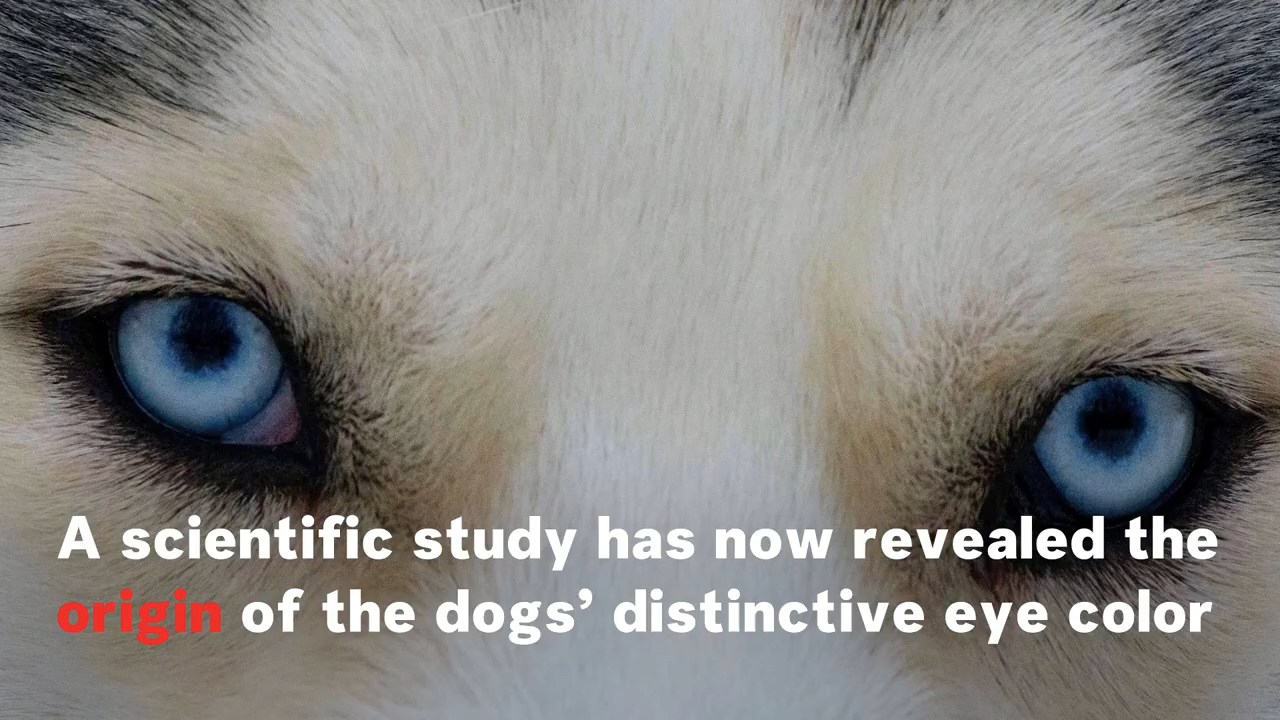 A scientific study has now revealed the
origin of the dogs’ distinctive eye color